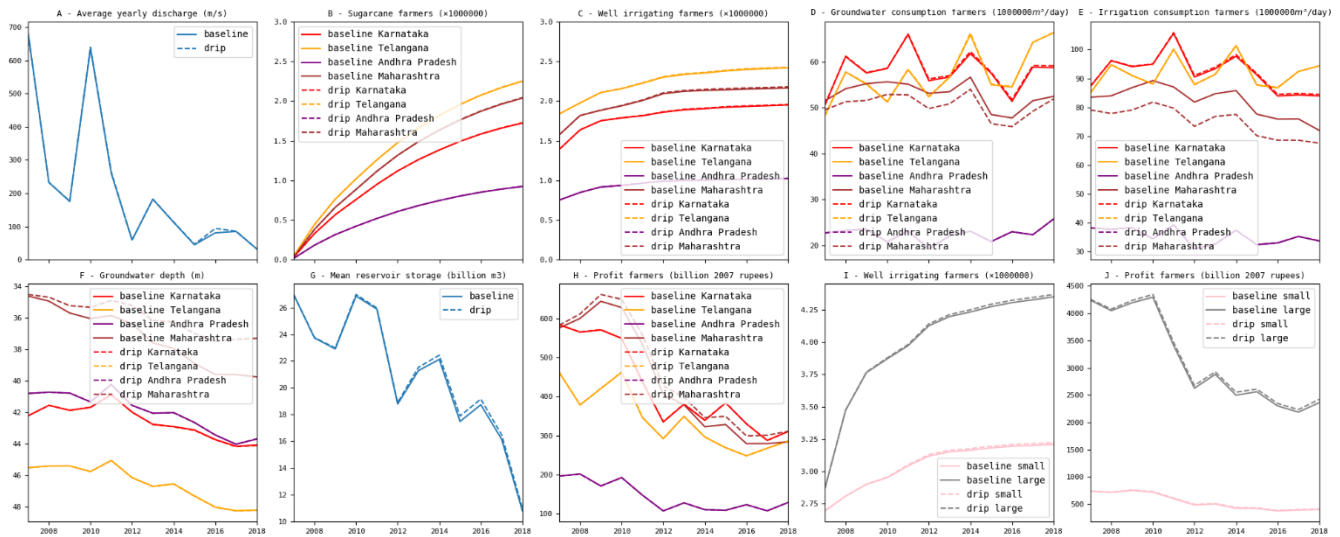 A - Average yearly discharge (m/s)
700
600
500
400
300
200
100
0
baseline
drip
B - Sugarcane farmers (×1000000)
3.0
2.5
2.0
1.5
1.0
0.5
0.0
baseline Karnataka
baseline Telangana
baseline Andhra Pradesh
baseline Maharashtra
drip Karnataka
drip Telangana
drip Andhra Pradesh
drip Maharashtra
C - Well irrigating farmers (×1000000)
3.0
2.5
2.0
1.5
1.0
0.5
0.0
baseline Karnataka
baseline Telangana
baseline Andhra Pradesh
baseline Maharashtra
drip Karnataka
drip Telangana
drip Andhra Pradesh
drip Maharashtra
D - Groundwater consumption farmers (1000000m³/day)
60
50
40
30
20
baseline Karnataka
baseline Telangana
baseline Andhra Pradesh
baseline Maharashtra
drip Karnataka
drip Telangana
drip Andhra Pradesh
drip Maharashtra
E - Irrigation consumption farmers (1000000m³/day)
100
90
80
70
60
50
40
30
baseline Karnataka
baseline Telangana
baseline Andhra Pradesh
baseline Maharashtra
drip Karnataka
drip Telangana
drip Andhra Pradesh
drip Maharashtra
F - Groundwater depth (m)
34
36
38
40
42
44
46
48
baseline Karnataka
baseline Telangana
baseline Andhra Pradesh
baseline Maharashtra
drip Karnataka
drip Telangana
drip Andhra Pradesh
drip Maharashtra
2008 2010 2012 2014 2016 2018
G - Mean reservoir storage (billion m3)
26
24
22
20
18
16
14
12
10
baseline
drip
2008 2010 2012 2014 2016 2018
H - Profit farmers (billion 2007 rupees)
600
500
400
300
200
100
baseline Karnataka
baseline Telangana
baseline Andhra Pradesh
baseline Maharashtra
drip Karnataka
drip Telangana
drip Andhra Pradesh
drip Maharashtra
2008 2010 2012 2014 2016 2018
I - Well irrigating farmers (×1000000)
4.25
4.00
3.75
3.50
3.25
3.00
2.75
baseline small
baseline large
drip small
drip large
2008 2010 2012 2014 2016 2018
J - Profit farmers (billion 2007 rupees)
4500
4000
3500
3000
2500
2000
1500
1000
500
baseline small
baseline large
drip small
drip large
2008 2010 2012 2014 2016 2018